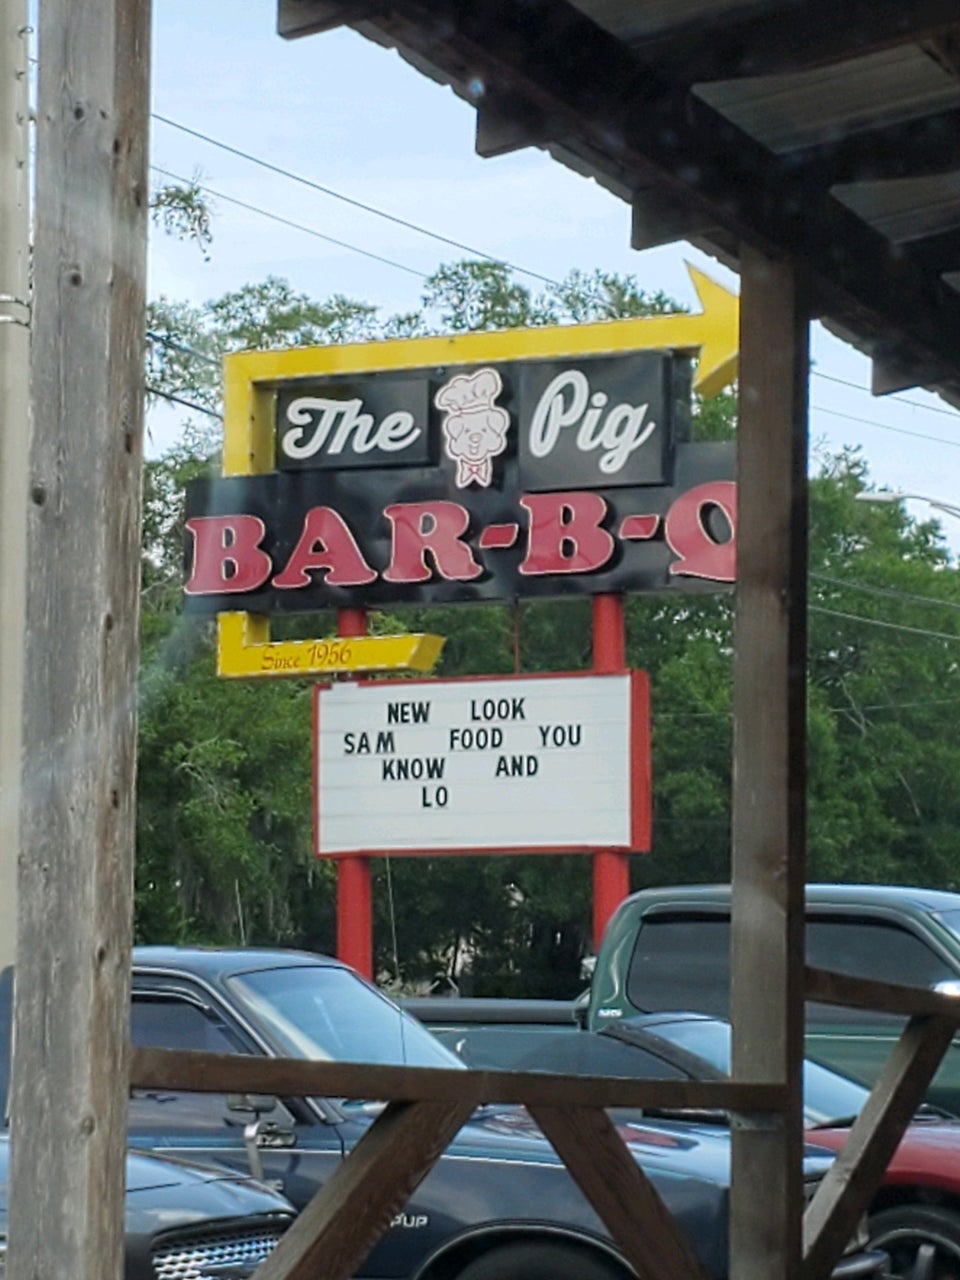 The Pig
BAR-B-Q
Since 1956
NEW LOOK
SAM FOOD YOU
KNOW AND
LO